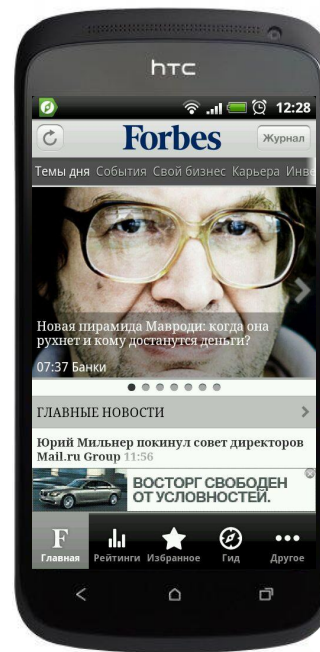 hTC
12:28
Forbes
Журнал
Темы дня События Свой бизнес Карьера Инве
Новая пирамида Мавроди: когда она
рухнет и кому достанутся деньги?
07:37 Банки
ГЛАВНЫЕ НОВОСТИ
Юрий Мильнер покинул совет директоров
Mail.ru Group 11:56
ВОСТОРГ СВОБОДЕН
ОТ УСЛОВНОСТЕЙ.
F
Главная Рейтинги Избранное Гид Другое